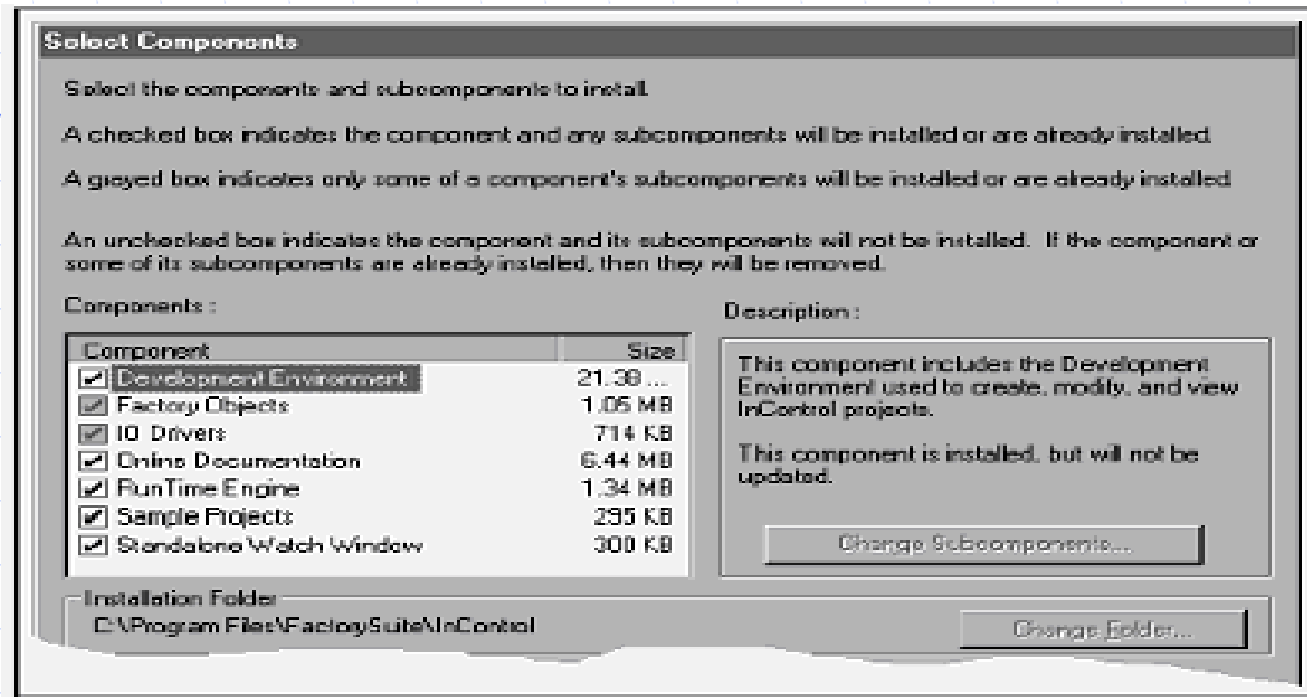 Select Components
Select the components and subcomponents to install.
A checked box indicates the component and any subcomponents will be installed or are already installed.
A grayed box indicates only some of a component's subcomponents will be installed or are already installed.
An unchecked box indicates the component and its subcomponents will not be installed. If the component or
some of its subcomponents are already installed, then they will be removed.
Components :
Component Size
Development Environment 21.38 ...
Factory Objects 1.05 MB
IO Drivers 714 KB
Online Documentation 6.44 MB
RunTime Engine 1.34 MB
Sample Projects 295 KB
Standalone Watch Window 300 KB
Description :
This component includes the Development
Environment used to create, modify, and view
InControl projects.
This component is installed, but will not be
updated.
Change Subcomponents...
Installation Folder
C:\Program Files\FactorySuite\InControl
Change Folder...